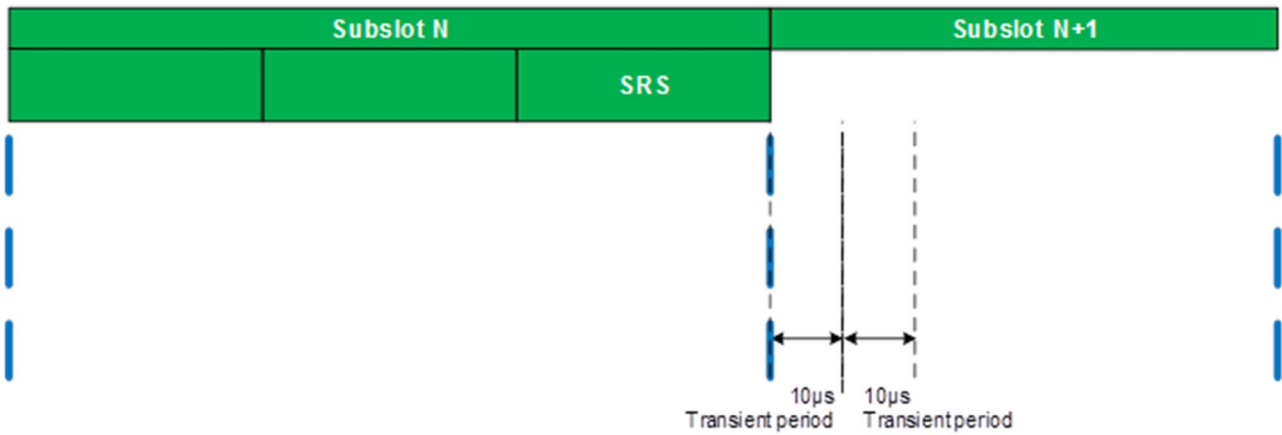 Subslot N
Subslot N+1
SRS
10µs
10µs
Transient period
Transient period